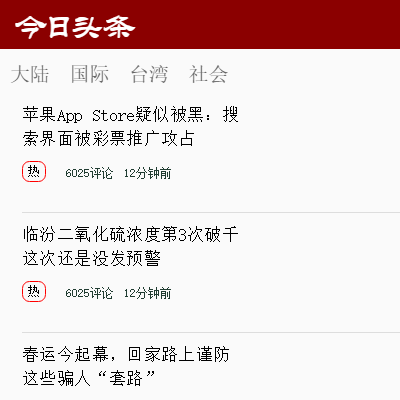 今日头条
大陆 国际 台湾 社会
苹果App Store疑似被黑：搜
索界面被彩票推广攻占
热 6025评论 12分钟前
临汾二氧化硫浓度第3次破千
这次还是没发预警
热 6025评论 12分钟前
春运今起幕，回家路上谨防
这些骗人“套路”